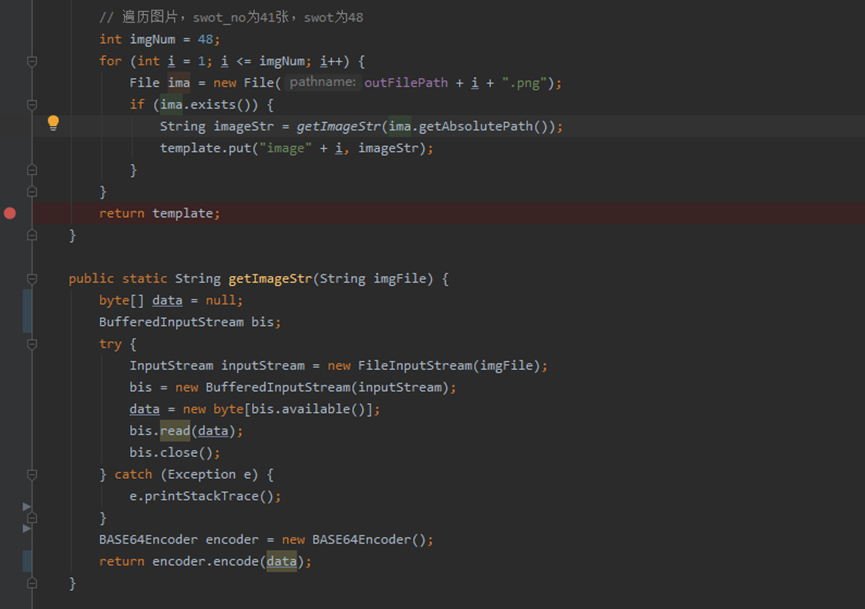 // 遍历图片，swot_no为41张，swot为48
int imgNum = 48;
for (int i = 1; i <= imgNum; i++) {
File ima = new File( pathname: outFilePath + i + ".png");
if (ima.exists()) {
String imageStr = getImageStr(ima.getAbsolutePath());
template.put("image" + i, imageStr);
}
}
return template;
}
public static String getImageStr(String imgFile) {
byte[] data = null;
BufferedInputStream bis;
try {
InputStream inputStream = new FileInputStream(imgFile);
bis = new BufferedInputStream(inputStream);
data = new byte[bis.available()];
bis.read(data);
bis.close();
} catch (Exception e) {
e.printStackTrace();
}
BASE64Encoder encoder = new BASE64Encoder();
return encoder.encode(data);
}